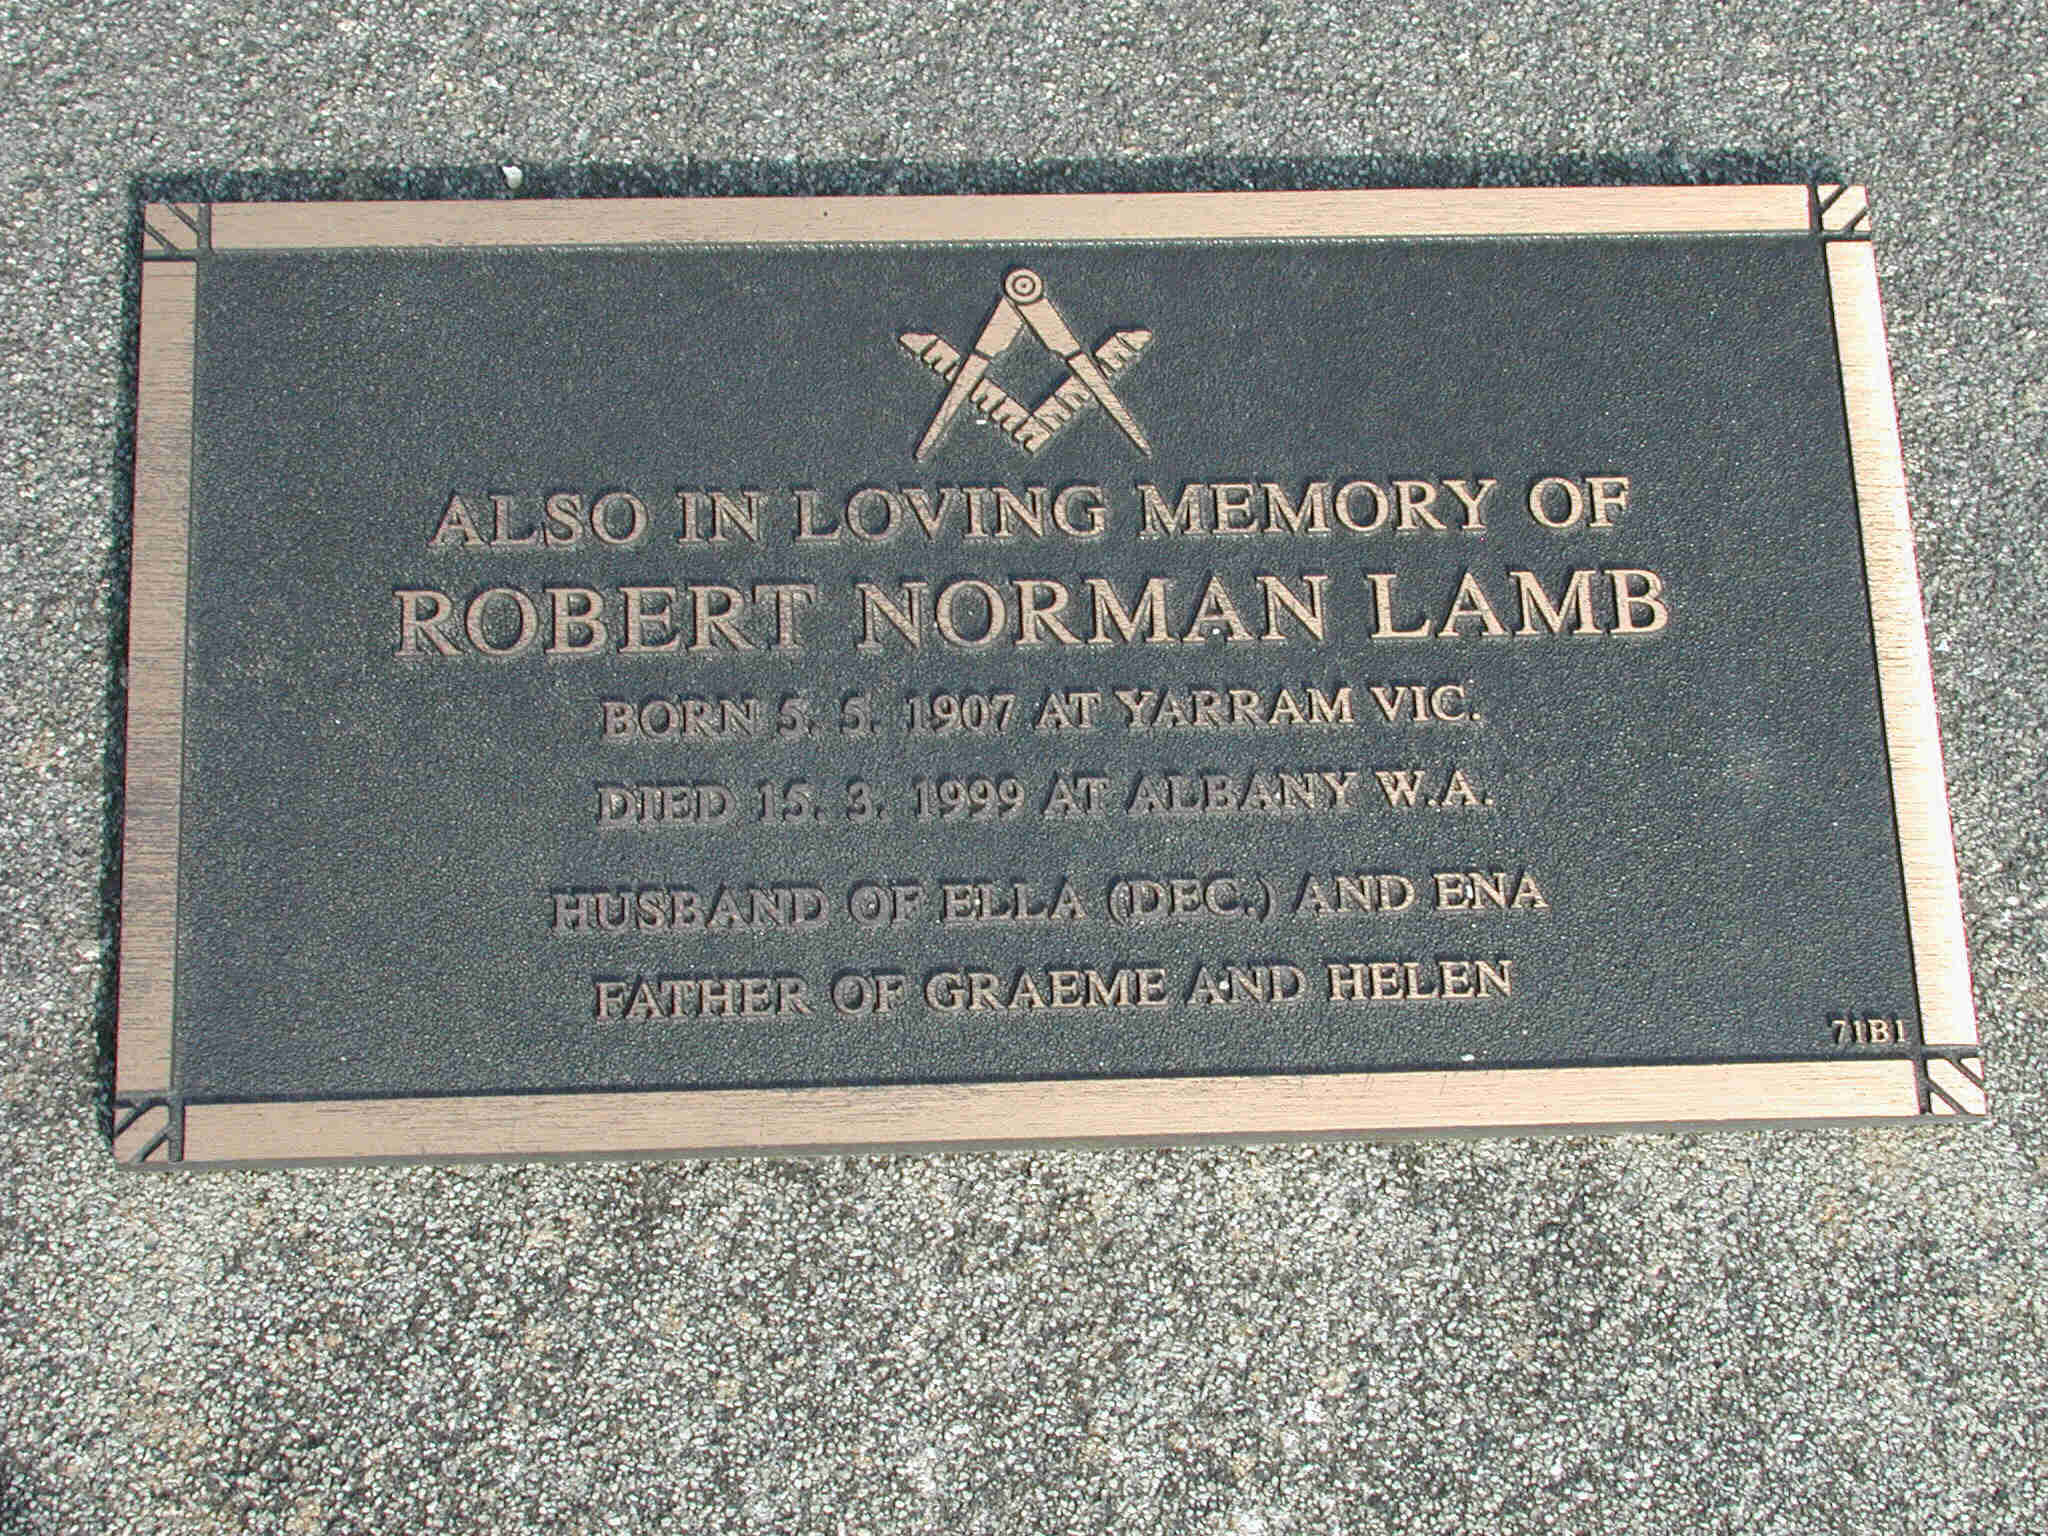 ALSO IN LOVING MEMORY OF
ROBERT NORMAN LAMB
BORN 5. 5. 1907 AT YARRAM VIC.
DIED 15. 3. 1999 AT ALBANY W.A.
HUSBAND OF ELLA (DEC.) AND ENA
FATHER OF GRAEME AND HELEN
71B1